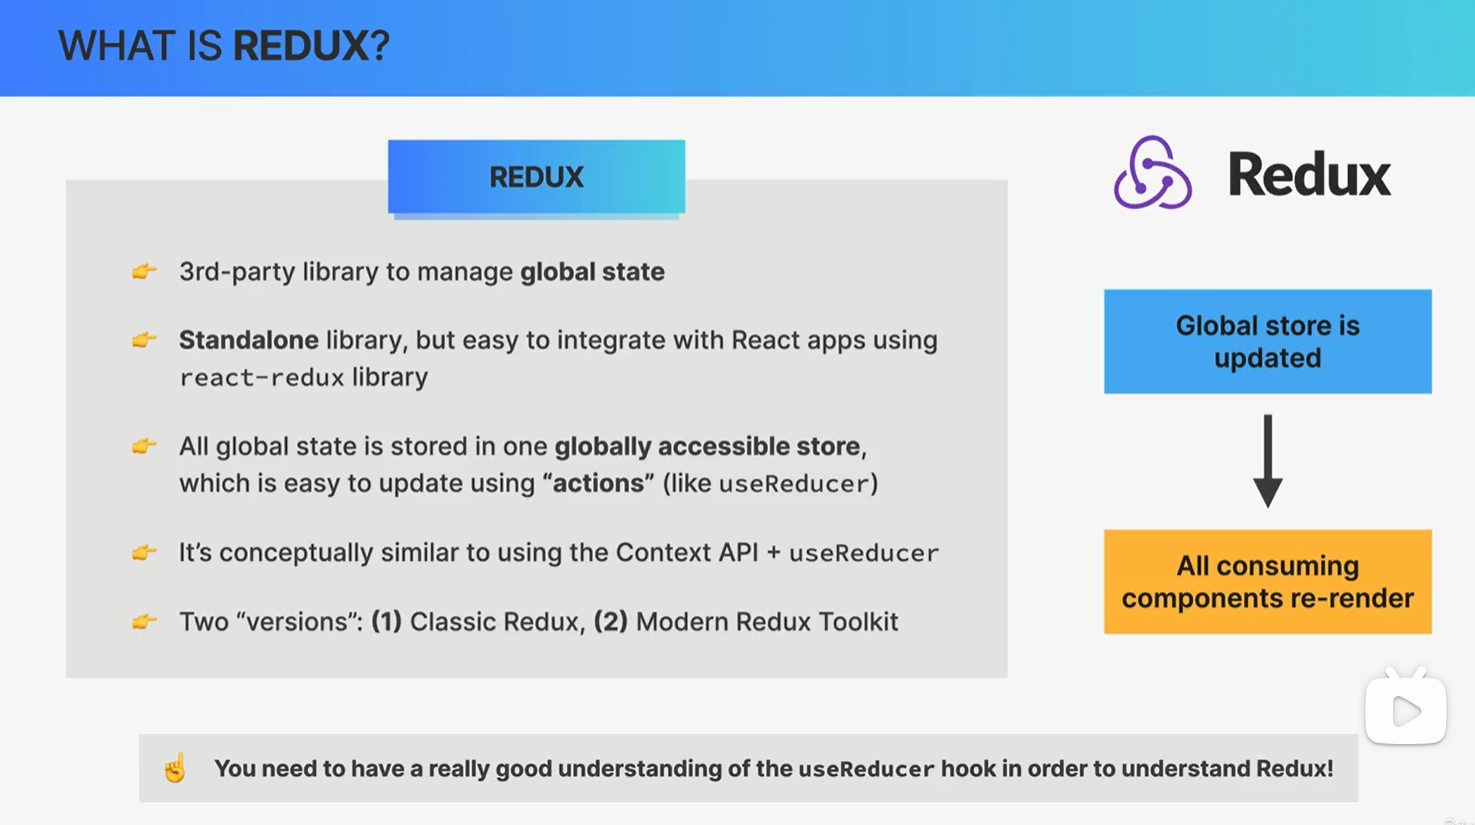 WHAT IS REDUX?
REDUX
3rd-party library to manage global state
Standalone library, but easy to integrate with React apps using
react-redux library
All global state is stored in one globally accessible store,
which is easy to update using “actions” (like useReducer)
It’s conceptually similar to using the Context API + useReducer
Two “versions”: (1) Classic Redux, (2) Modern Redux Toolkit
Redux
Global store is
updated
All consuming
components re-render
You need to have a really good understanding of the useReducer hook in order to understand Redux!